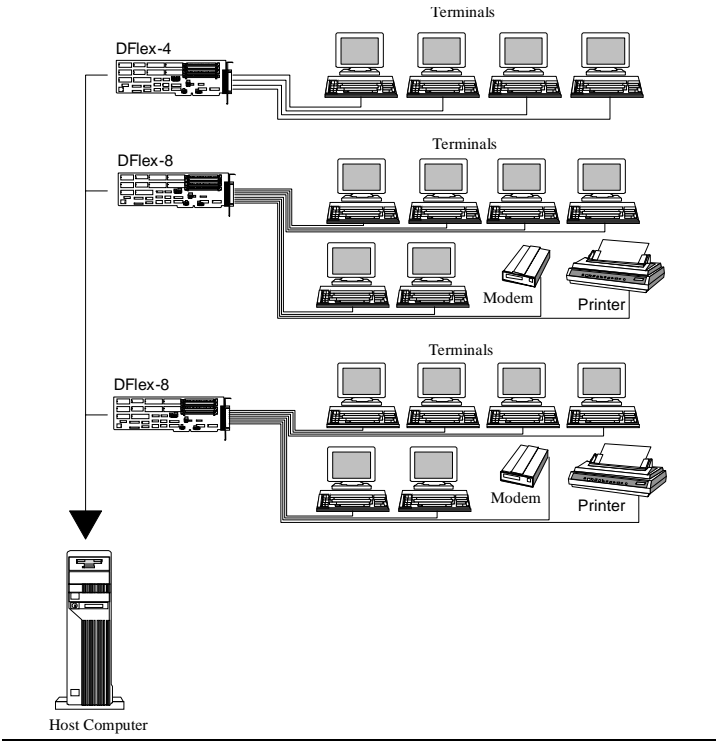 Terminals
DFlex-4
Terminals
DFlex-8
Modem
Printer
Terminals
DFlex-8
Modem
Printer
Host Computer